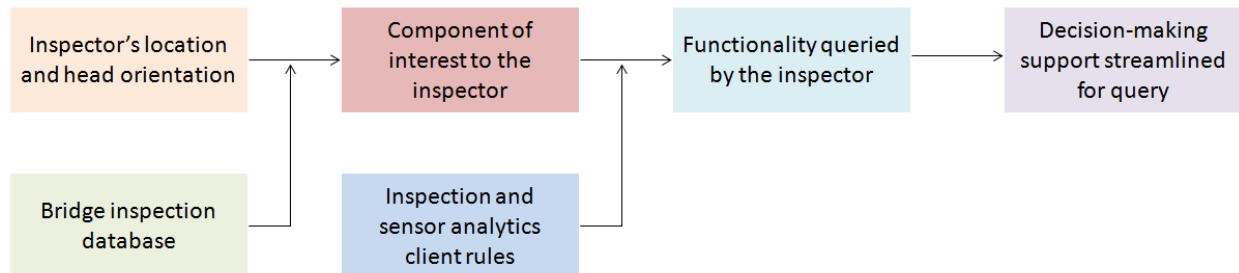 Inspector’s location
and head orientation
Component of
interest to the
inspector
Functionality queried
by the inspector
Decision-making
support streamlined
for query
Bridge inspection
database
Inspection and
sensor analytics
client rules